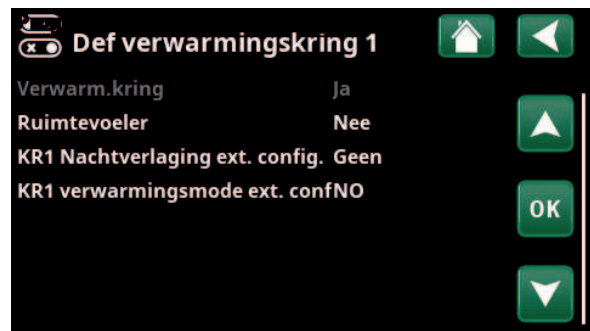 Def verwarmingskring 1
Verwarm.kring Ja
Ruimtevoeler Nee
KR1 Nachtverlaging ext. config. Geen
KR1 verwarmingsmode ext. confNO
OK